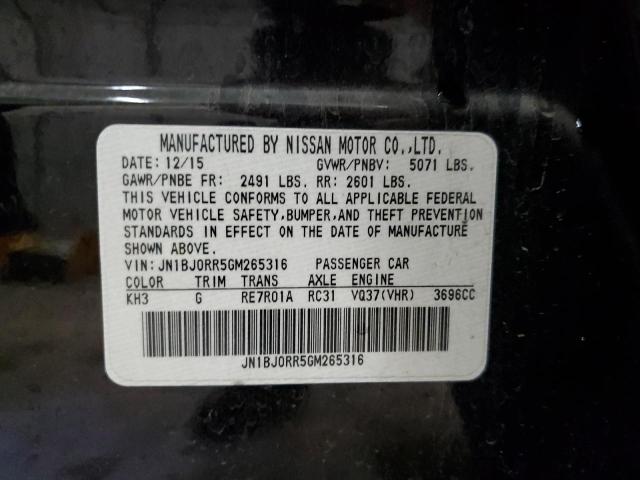 MANUFACTURED BY NISSAN MOTOR CO.,LTD.
DATE: 12/15 GVWR/PNBV: 5071 LBS.
GAWR/PNBE FR: 2491 LBS. RR: 2601 LBS.
THIS VEHICLE CONFORMS TO ALL APPLICABLE FEDERAL
MOTOR VEHICLE SAFETY,BUMPER,AND THEFT PREVENTION
STANDARDS IN EFFECT ON THE DATE OF MANUFACTURE
SHOWN ABOVE.
VIN:JN1BJ0RR5GM265316 PASSENGER CAR
COLOR TRIM TRANS AXLE ENGINE
KH3 G RE7R01A RC31 VQ37(VHR) 3696CC
JN1BJ0RR5GM265316